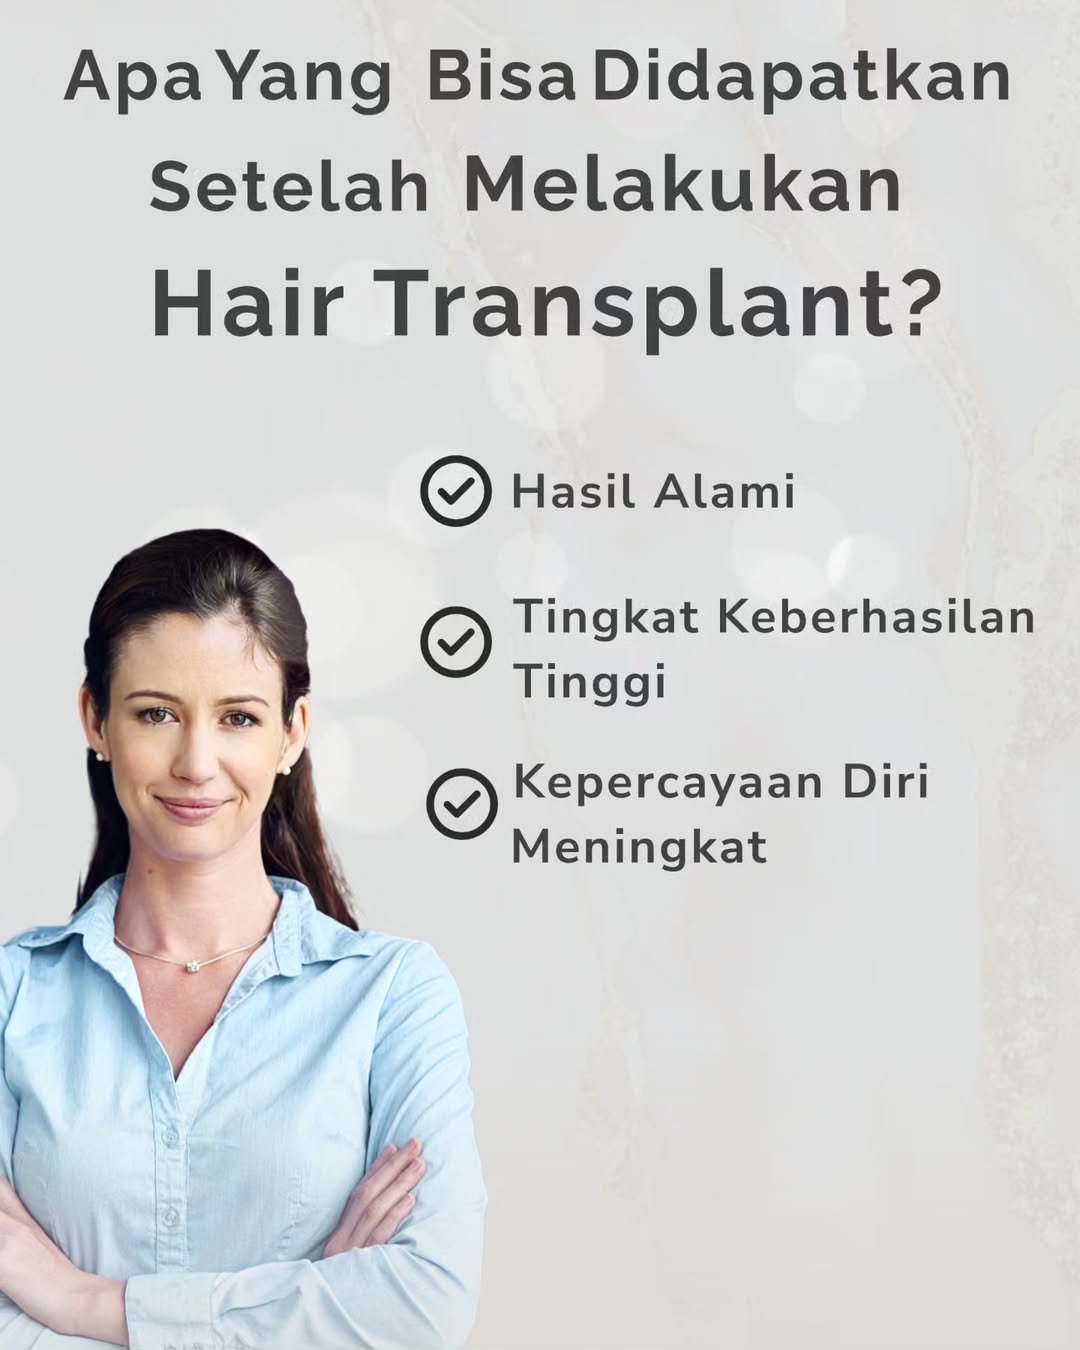 Apa Yang Bisa Didapatkan
Setelah Melakukan
Hair Transplant?
Hasil Alami
Tingkat Keberhasilan
Tinggi
Kepercayaan Diri
Meningkat